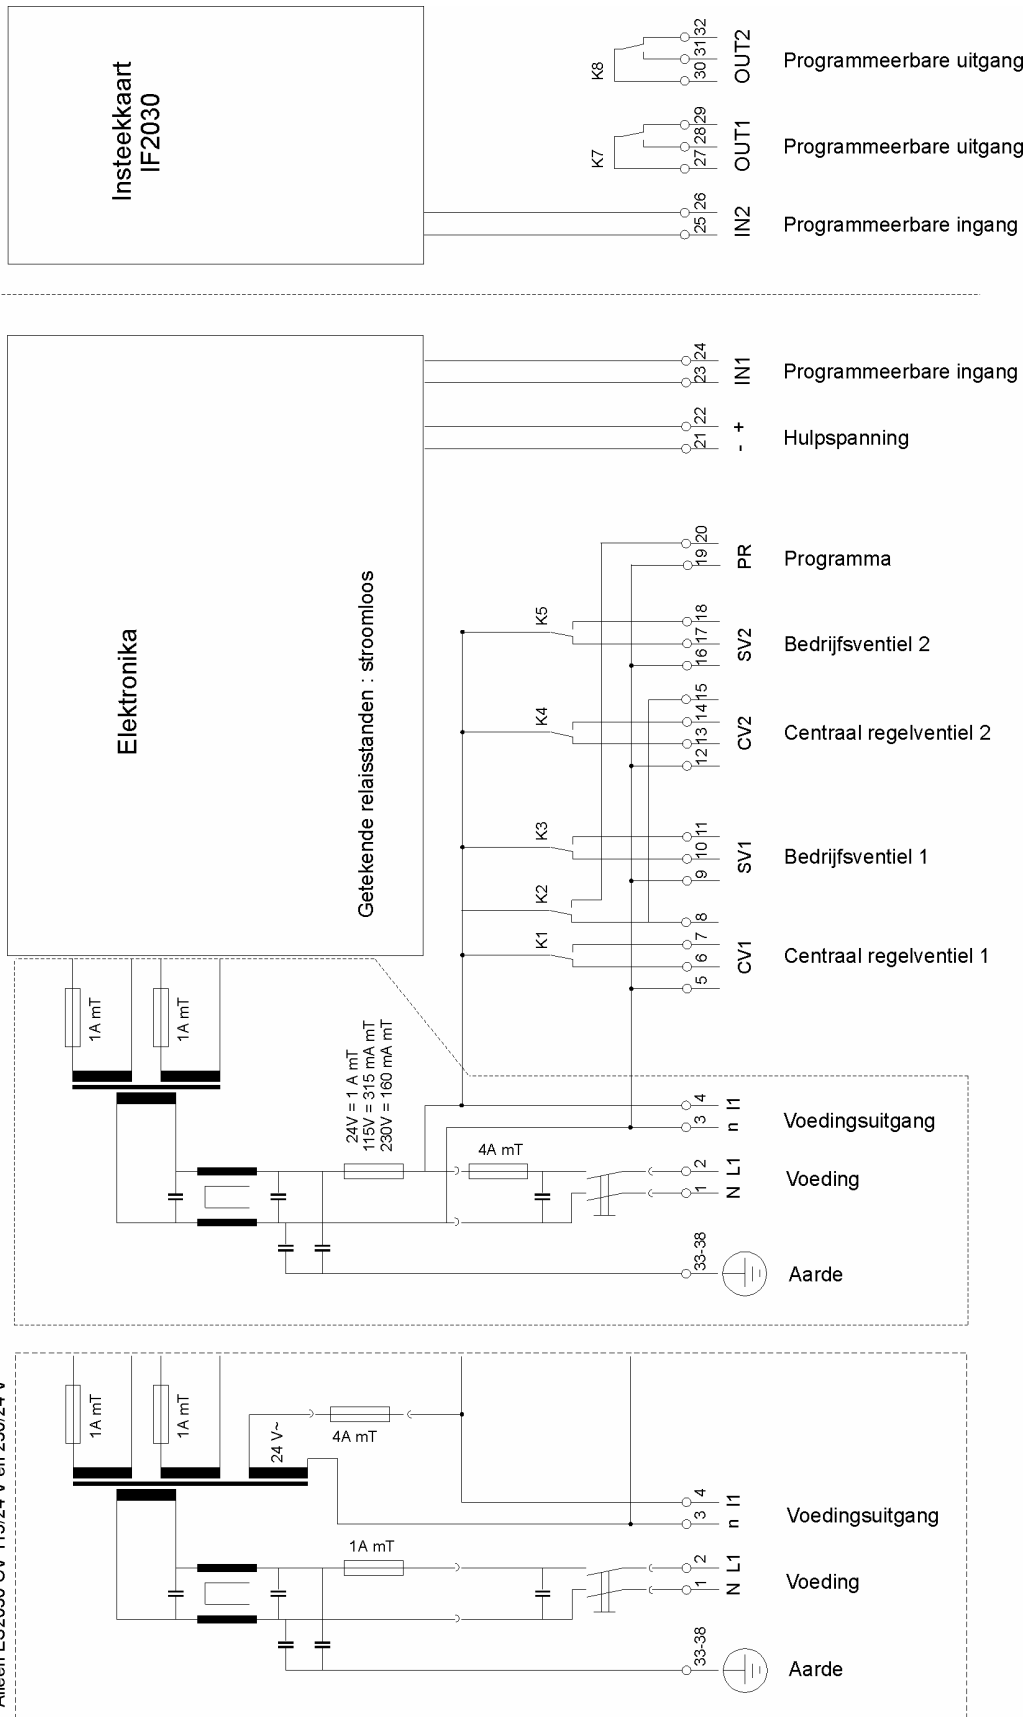 Insteekkaart
IF2030
K8
32
31
30
OUT2
Programmeerbare uitgang
K7
29
28
27
OUT1
Programmeerbare uitgang
26
25
IN2
Programmeerbare ingang
Elektronika
Getekende relaisstanden : stroomloos
24
23
IN1
Programmeerbare ingang
22
21
+
-
Hulpspanning
20
19
PR
Programma
K5
18
17
16
SV2
Bedrijfsventiel 2
K4
15
14
13
12
CV2
Centraal regelventiel 2
K3
11
10
9
SV1
Bedrijfsventiel 1
K2
K1
8
7
6
5
CV1
Centraal regelventiel 1
1A mT
1A mT
24V = 1 A mT
115V = 315 mA mT
230V = 160 mA mT
4
3
l1
n
Voedingsuitgang
4A mT
2
1
L1
N
Voeding
33-38
Aarde
1A mT
1A mT
24 V~
4A mT
4
3
l1
n
Voedingsuitgang
1A mT
2
1
L1
N
Voeding
33-38
Aarde